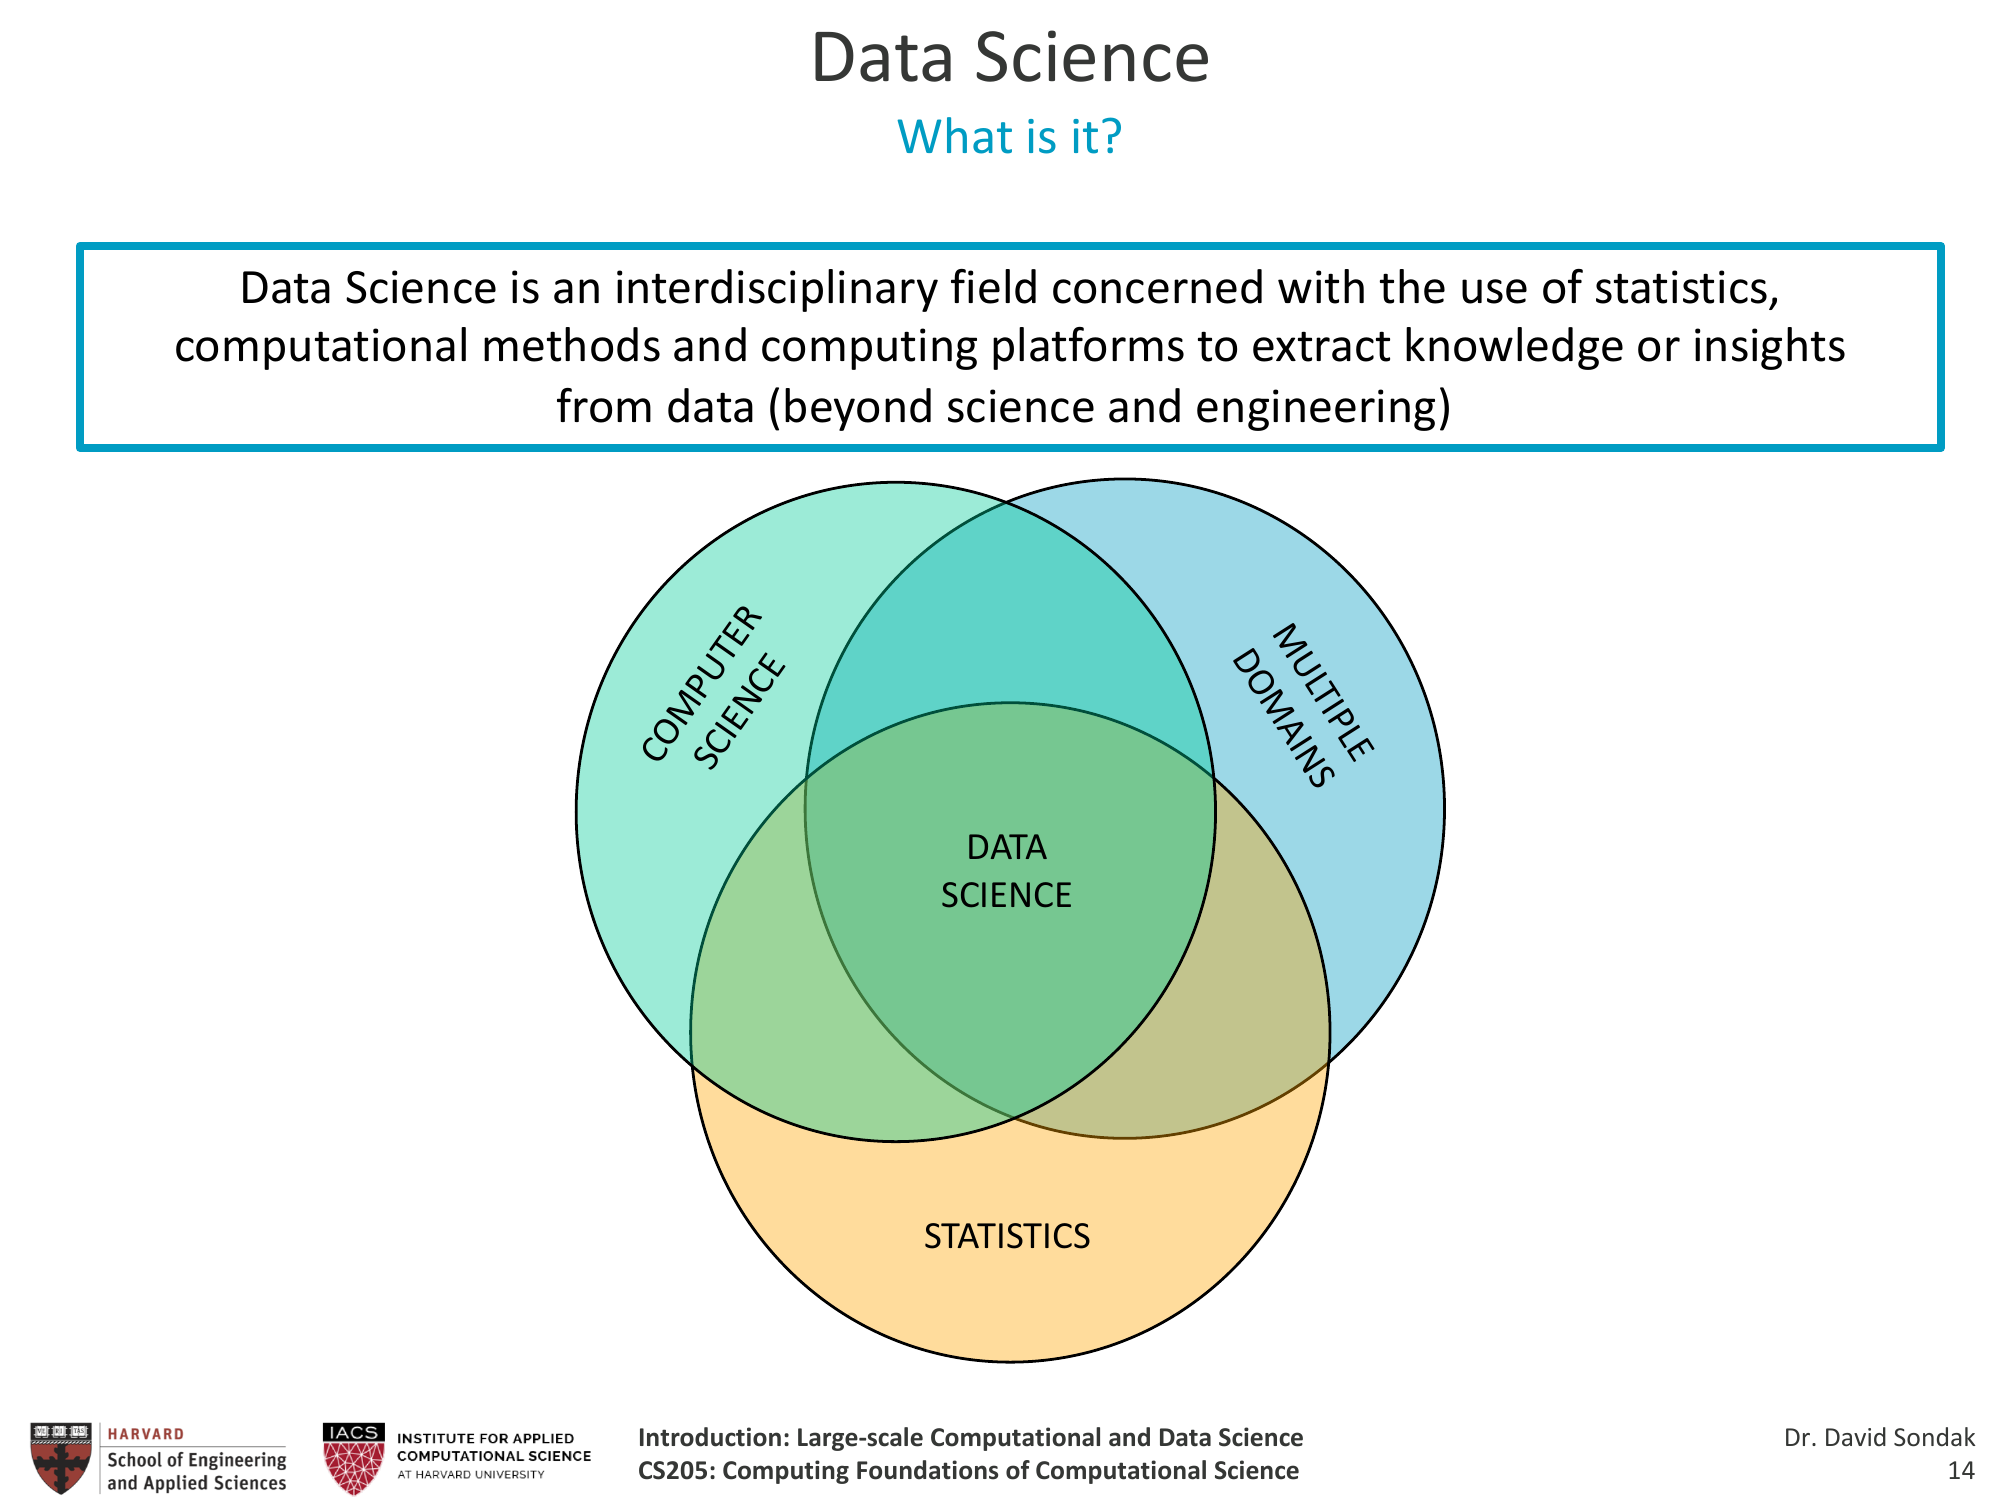 Data Science
What is it?
Data Science is an interdisciplinary field concerned with the use of statistics,
computational methods and computing platforms to extract knowledge or insights
from data (beyond science and engineering)
COMPUTER
SCIENCE
MULTIPLE
DOMAINS
DATA
SCIENCE
STATISTICS
HARVARD
School of Engineering
and Applied Sciences
IACS
INSTITUTE FOR APPLIED
COMPUTATIONAL SCIENCE
AT HARVARD UNIVERSITY
Introduction: Large-scale Computational and Data Science
CS205: Computing Foundations of Computational Science
Dr. David Sondak
14